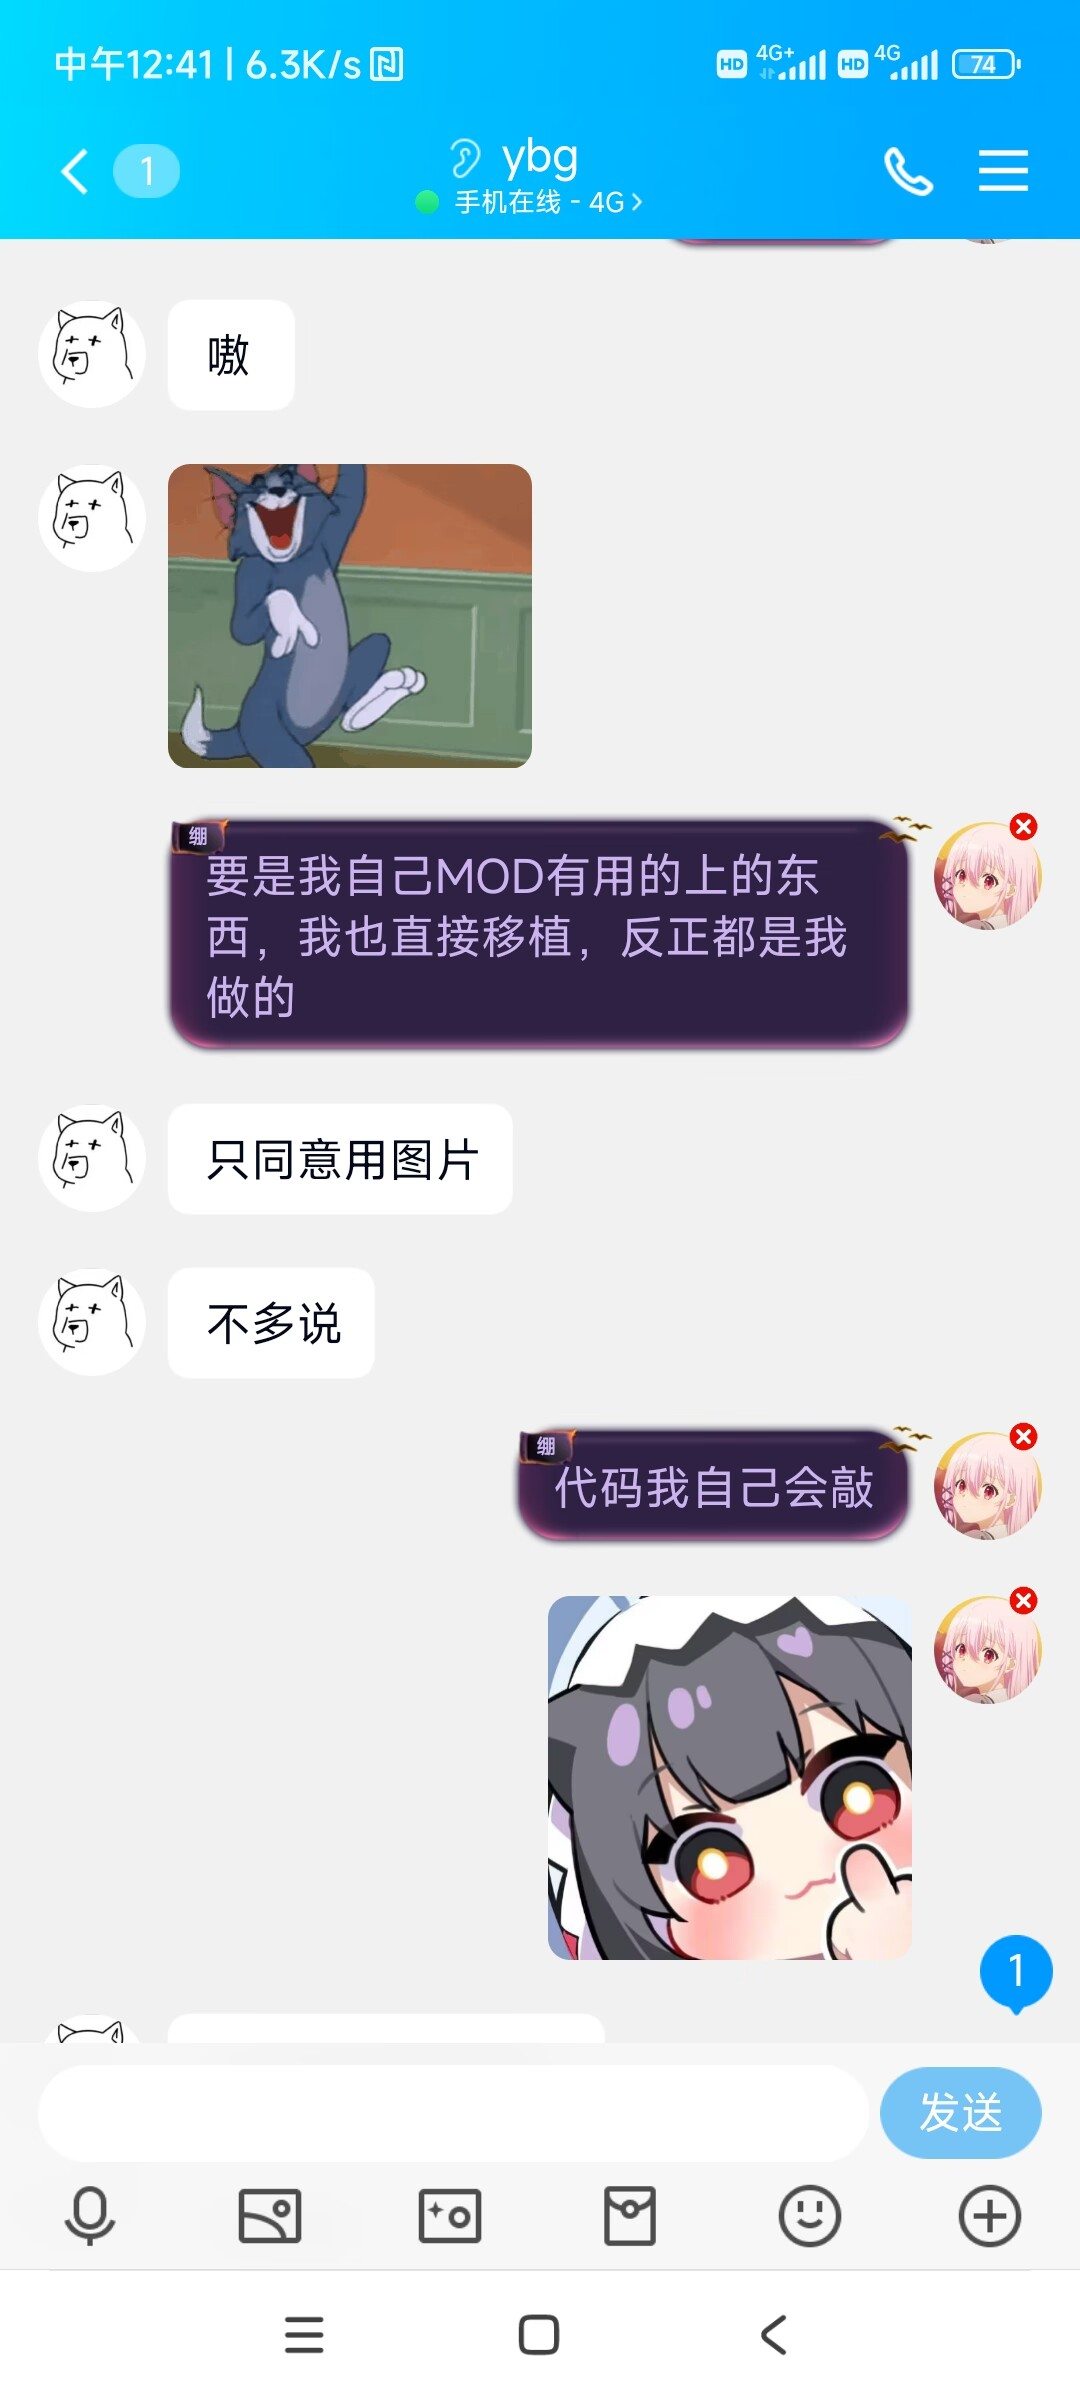 中午12:41 | 6.3K/s
HD 4G+ HD 4G 74
1
ybg
手机在线 - 4G
嗷
绷
要是我自己MOD有用的上的东
西，我也直接移植，反正都是我
做的
只同意用图片
不多说
绷
代码我自己会敲
1
发送